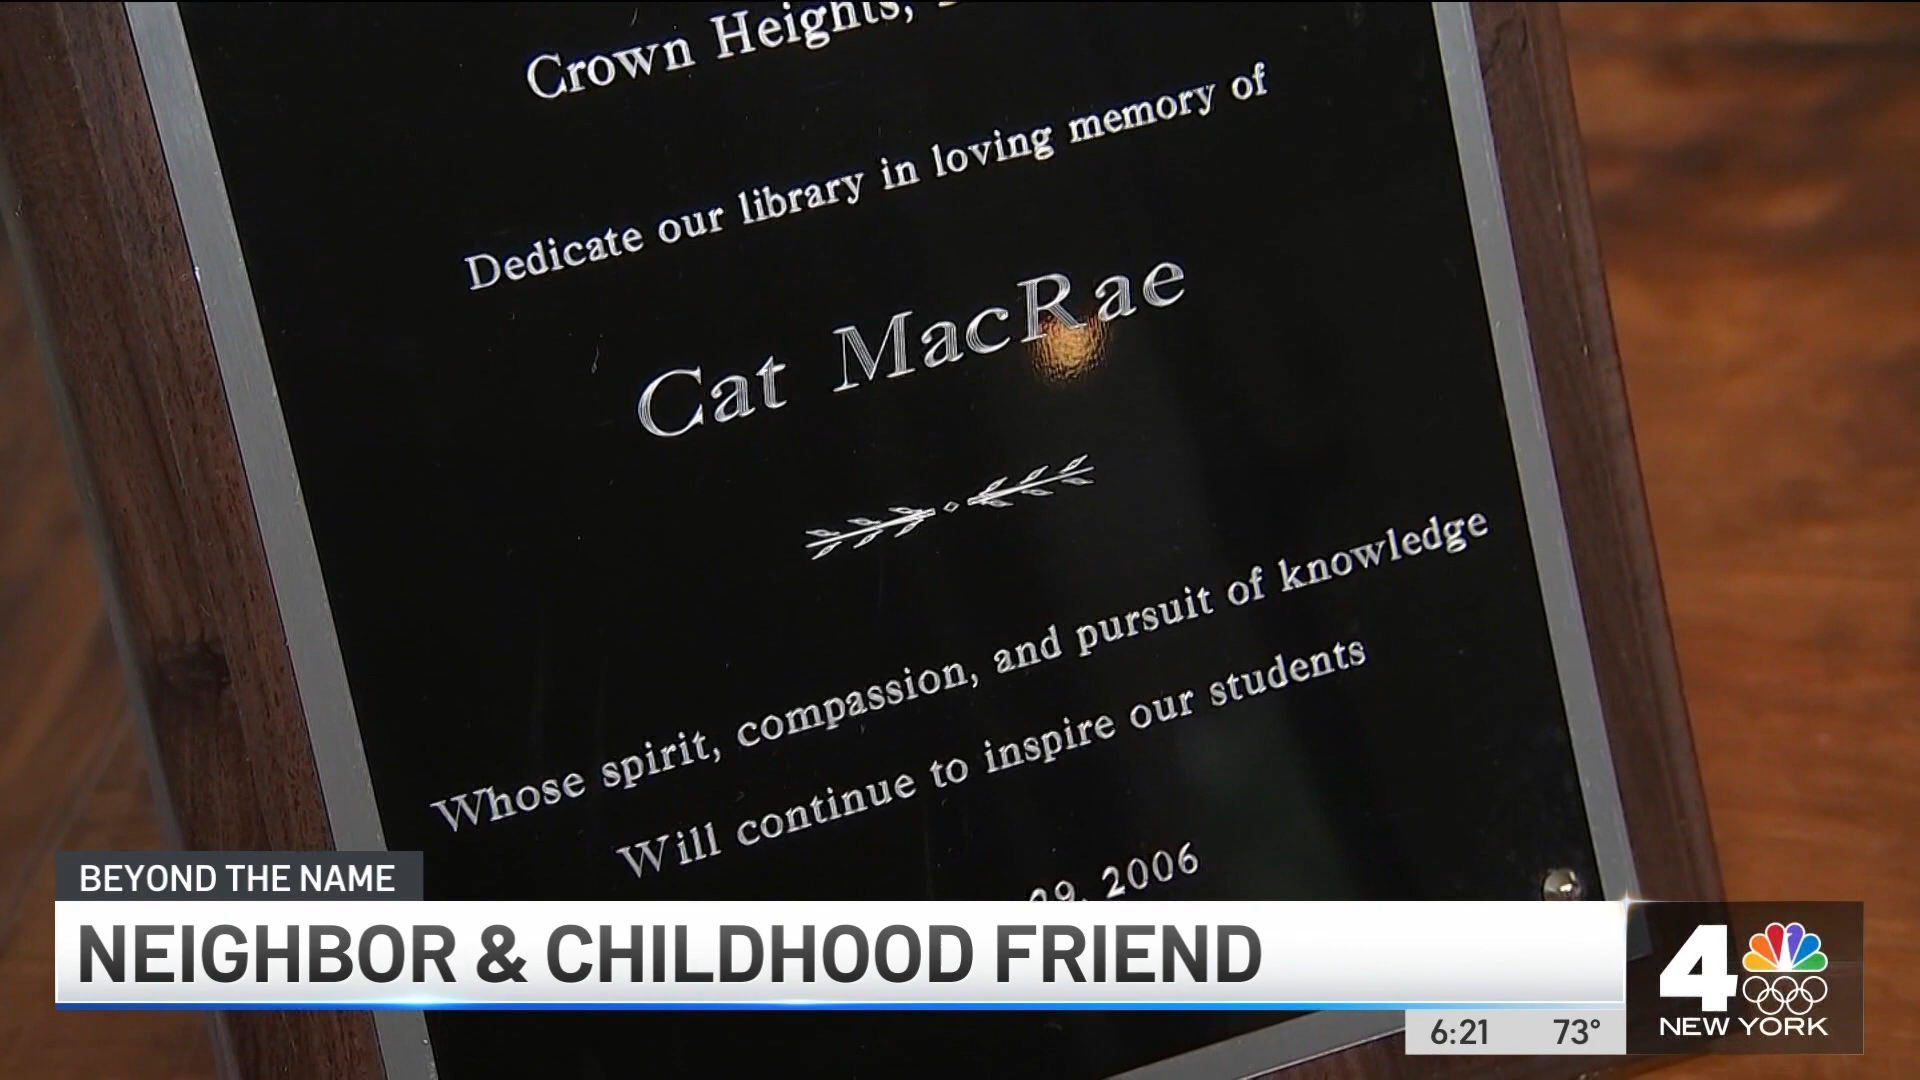 Crown Heights,
Dedicate our library in loving memory of
Cat MacRae
Whose spirit, compassion, and pursuit of knowledge
Will continue to inspire our students
29, 2006
BEYOND THE NAME
NEIGHBOR & CHILDHOOD FRIEND
4
NEW YORK
6:21 73°